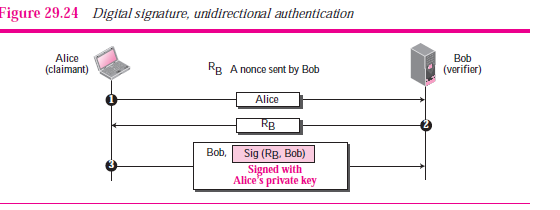 Figure 29.24 Digital signature, unidirectional authentication
Alice
(claimant)
RB A nonce sent by Bob
Bob
(verifier)
1
Alice
RB
2
Bob, Sig (RB, Bob)
Signed with
Alice's private key
3